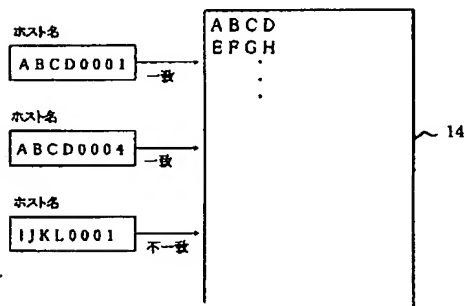 ホスト名
ABCD0001
一致
ホスト名
ABCD0004
一致
ホスト名
IJKL0001
不一致
ABCD
EFGH
14